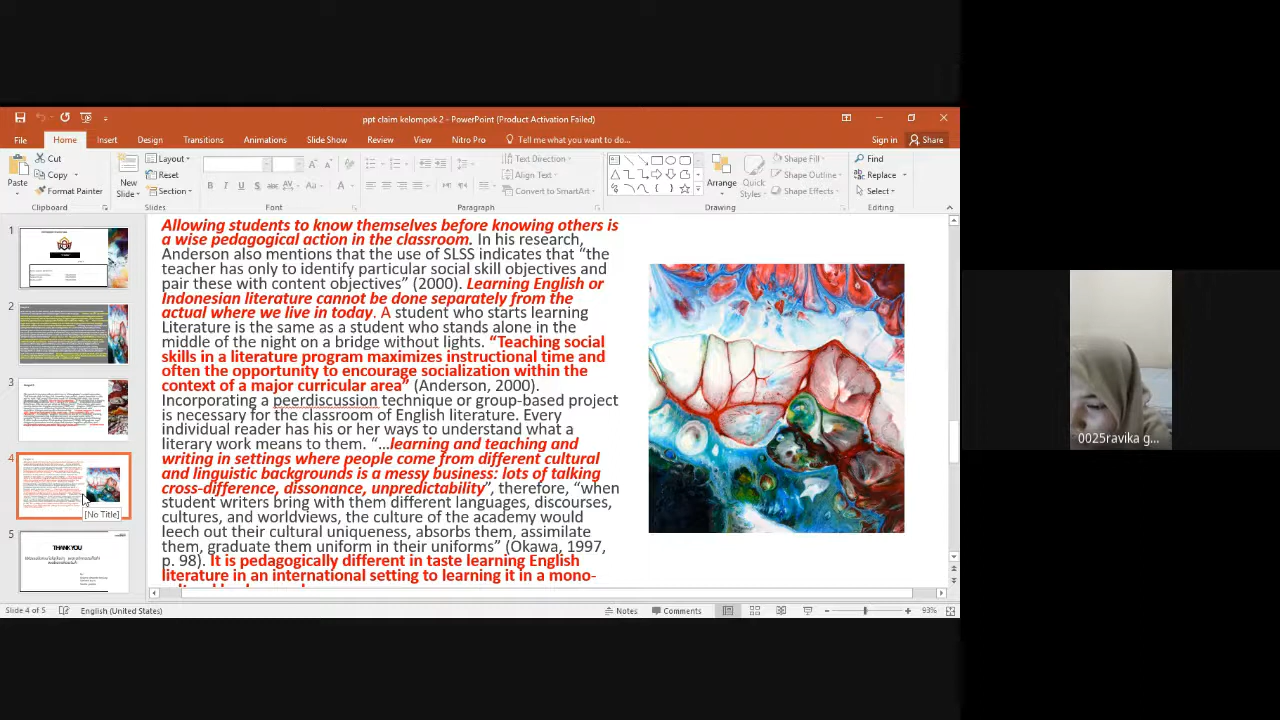 ppt claim kelompok 2 - PowerPoint (Product Activation Failed)
File Home Insert Design Transitions Animations Slide Show Review View Nitro Pro Tell me what you want to do... Sign in Share
Paste
Cut
Copy
Format Painter
Clipboard
New Slide
Layout
Reset
Section
Slides
B I U S abc AV Aa A
Font
Paragraph
Text Direction
Align Text
Convert to SmartArt
Arrange
Quick Styles
Shape Fill
Shape Outline
Shape Effects
Drawing
Find
Replace
Select
Editing
1
2
3
4
[No Title]
5
THANK YOU
Allowing students to know themselves before knowing others is
a wise pedagogical action in the classroom. In his research,
Anderson also mentions that the use of SLSS indicates that “the
teacher has only to identify particular social skill objectives and
pair these with content objectives” (2000). Learning English or
Indonesian literature cannot be done separately from the
actual where we live in today. A student who starts learning
Literature is the same as a student who stands alone in the
middle of the night on a bridge without lights. “Teaching social
skills in a literature program maximizes instructional time and
often the opportunity to encourage socialization within the
context of a major curricular area” (Anderson, 2000).
Incorporating a peerdiscussion technique or group-based project
is necessary for the classroom of English literature. Every
individual reader has his or her ways to understand what a
literary work means to them. “…learning and teaching and
writing in settings where people come from different cultural
and linguistic backgrounds is a messy business: lots of talking
cross-difference, dissonance, unpredictability”, therefore, “when
student writers bring with them different languages, discourses,
cultures, and worldviews, the culture of the academy would
leech out their cultural uniqueness, absorbs them, assimilate
them, graduate them uniform in their uniforms” (Okawa, 1997,
p. 98). It is pedagogically different in taste learning English
literature in an international setting to learning it in a mono-
Slide 4 of 5 English (United States) Notes Comments 93%
0025ravika g...